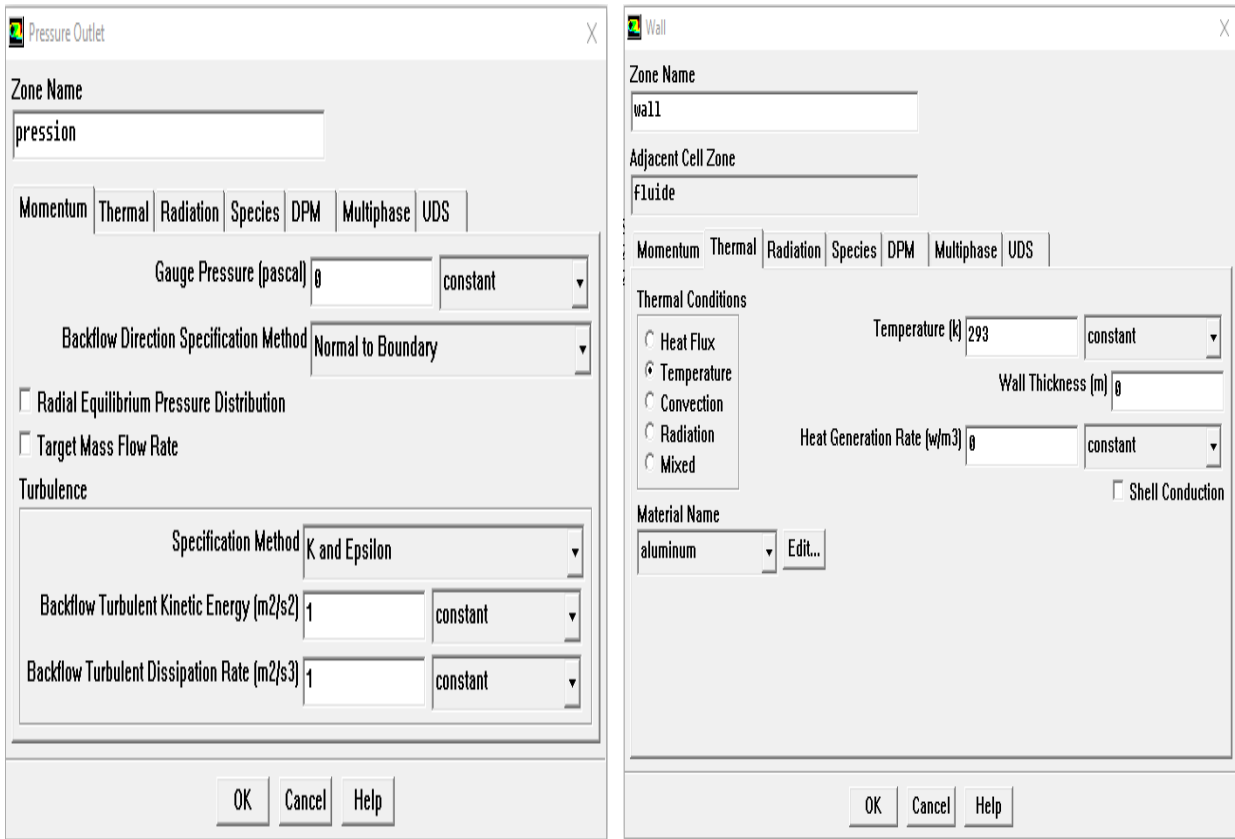 Pressure Outlet
Zone Name
pression
Momentum Thermal Radiation Species DPM Multiphase UDS
Gauge Pressure (pascal) 0 constant
Backflow Direction Specification Method Normal to Boundary
Radial Equilibrium Pressure Distribution
Target Mass Flow Rate
Turbulence
Specification Method K and Epsilon
Backflow Turbulent Kinetic Energy (m2/s2) 1 constant
Backflow Turbulent Dissipation Rate (m2/s3) 1 constant
OK Cancel Help
Wall
Zone Name
wall
Adjacent Cell Zone
fluide
Momentum Thermal Radiation Species DPM Multiphase UDS
Thermal Conditions
Heat Flux
Temperature
Convection
Radiation
Mixed
Temperature (k) 293 constant
Wall Thickness (m) 0
Heat Generation Rate (w/m3) 0 constant
Shell Conduction
Material Name
aluminum Edit...
OK Cancel Help